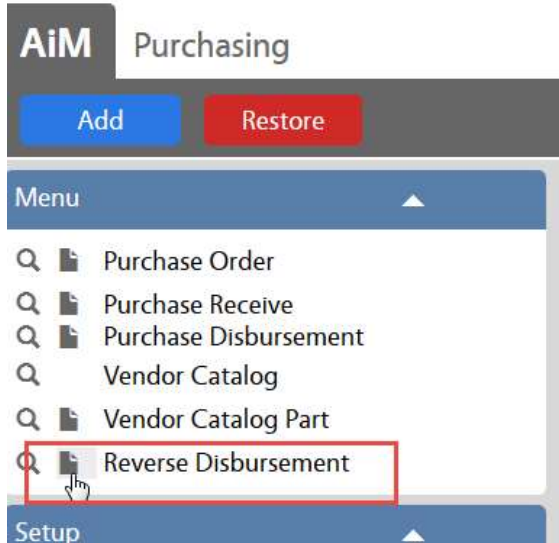 AiM Purchasing
Add Restore
Menu
Purchase Order
Purchase Receive
Purchase Disbursement
Vendor Catalog
Vendor Catalog Part
Reverse Disbursement
Setup